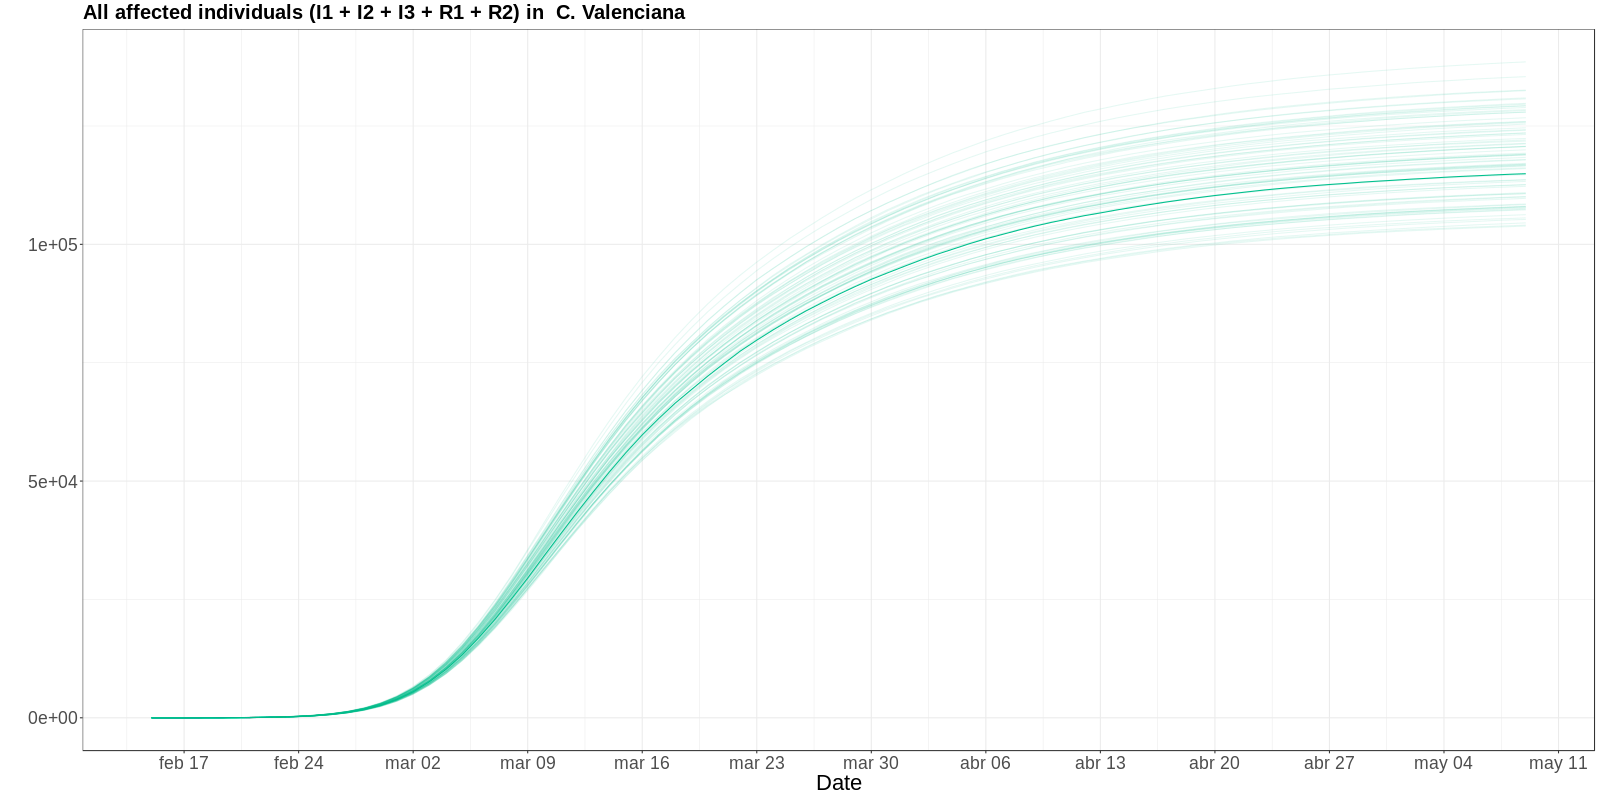 All affected individuals (I1 + I2 + I3 + R1 + R2) in  C. Valenciana
1e+05
5e+04
0e+00
feb 17 feb 24 mar 02 mar 09 mar 16 mar 23 mar 30 abr 06 abr 13 abr 20 abr 27 may 04 may 11
Date